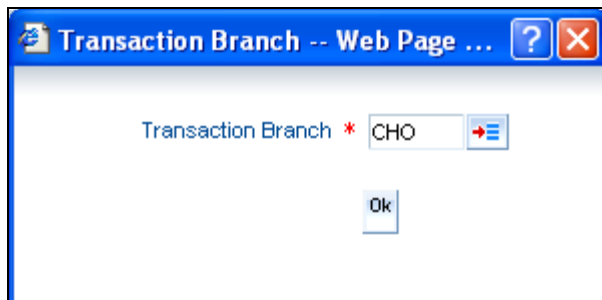 Transaction Branch -- Web Page ...
Transaction Branch * CHO
Ok